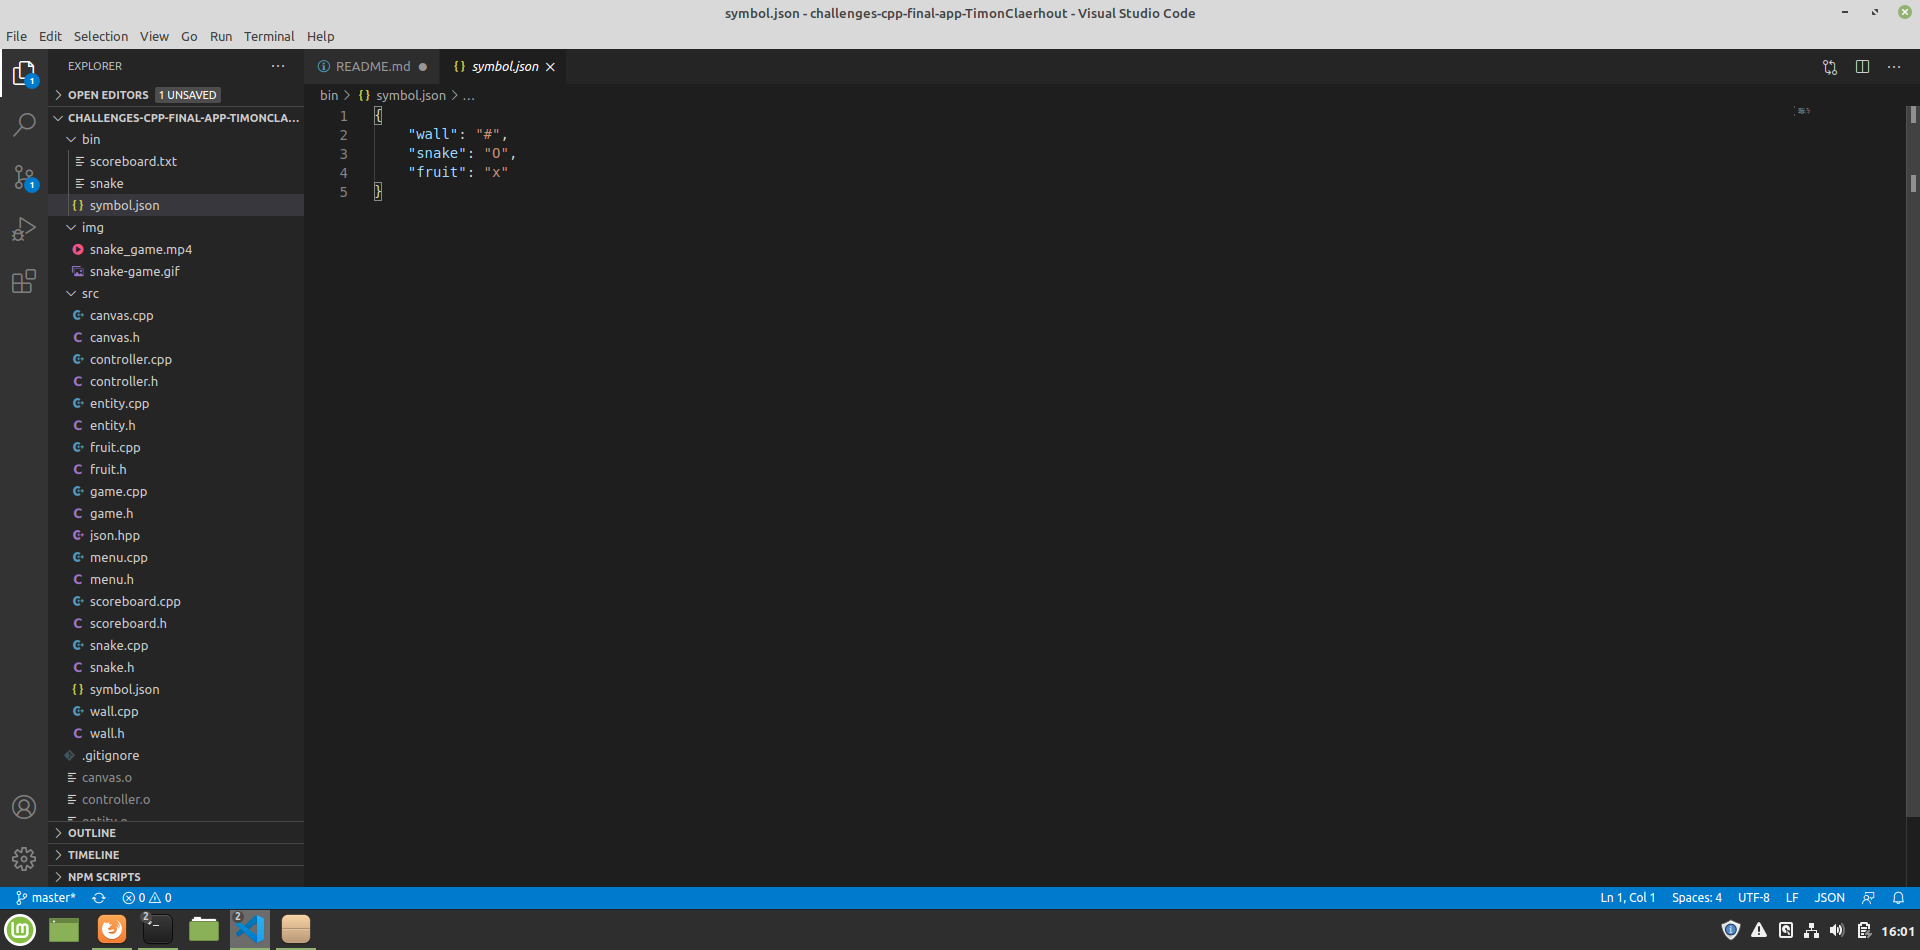 symbol.json - challenges-cpp-final-app-TimonClaerhout - Visual Studio Code
File Edit Selection View Go Run Terminal Help
EXPLORER
OPEN EDITORS 1 UNSAVED
CHALLENGES-CPP-FINAL-APP-TIMONCLA...
bin
scoreboard.txt
snake
symbol.json
img
snake_game.mp4
snake-game.gif
src
canvas.cpp
canvas.h
controller.cpp
controller.h
entity.cpp
entity.h
fruit.cpp
fruit.h
game.cpp
game.h
json.hpp
menu.cpp
menu.h
scoreboard.cpp
scoreboard.h
snake.cpp
snake.h
symbol.json
wall.cpp
wall.h
.gitignore
canvas.o
controller.o
OUTLINE
TIMELINE
NPM SCRIPTS
README.md
symbol.json
bin > symbol.json > ...
1 {
2 "wall": "#",
3 "snake": "O",
4 "fruit": "x"
5 }
1
1
master* 0 0
Ln 1, Col 1 Spaces: 4 UTF-8 LF JSON
2 2
16:01